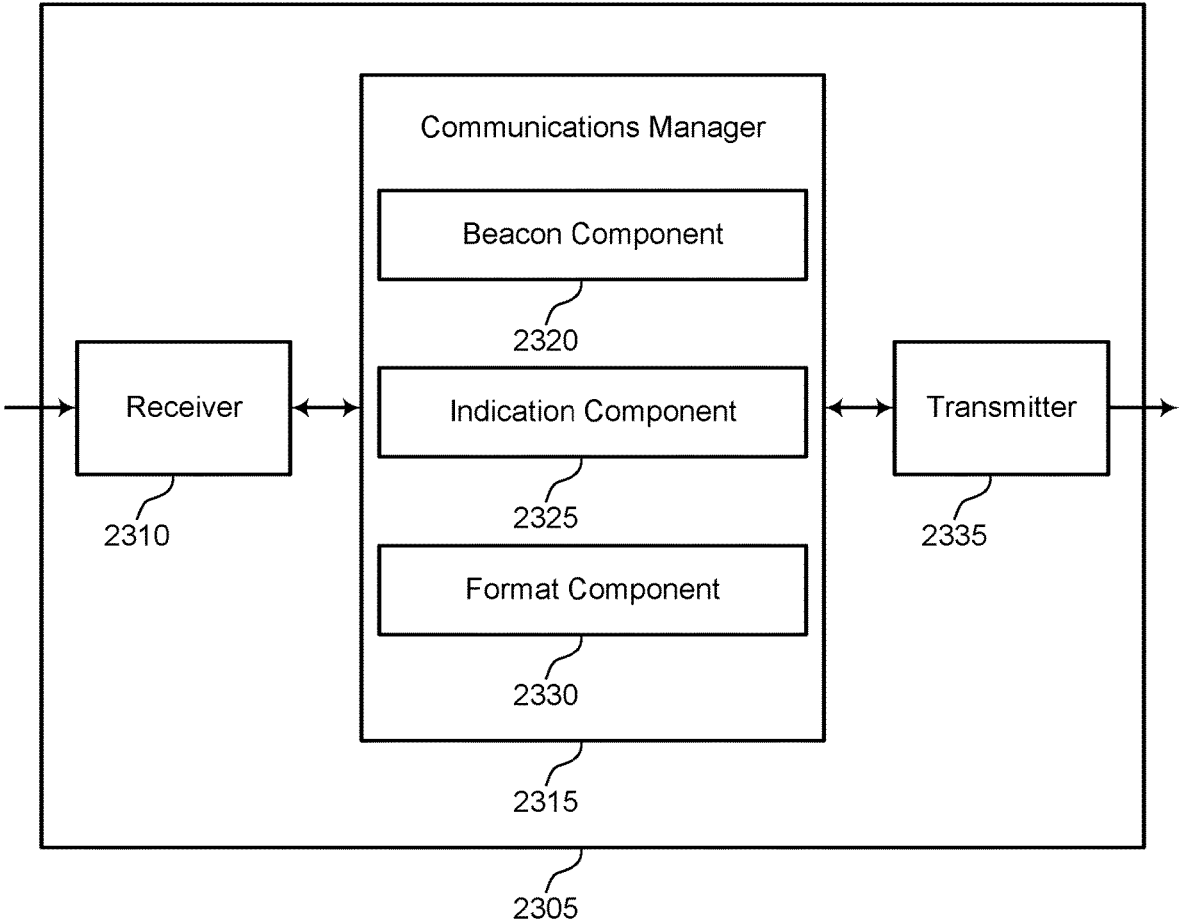 Communications Manager
Beacon Component
2320
Receiver
Indication Component
Transmitter
2310
2325
2335
Format Component
2330
2315
2305